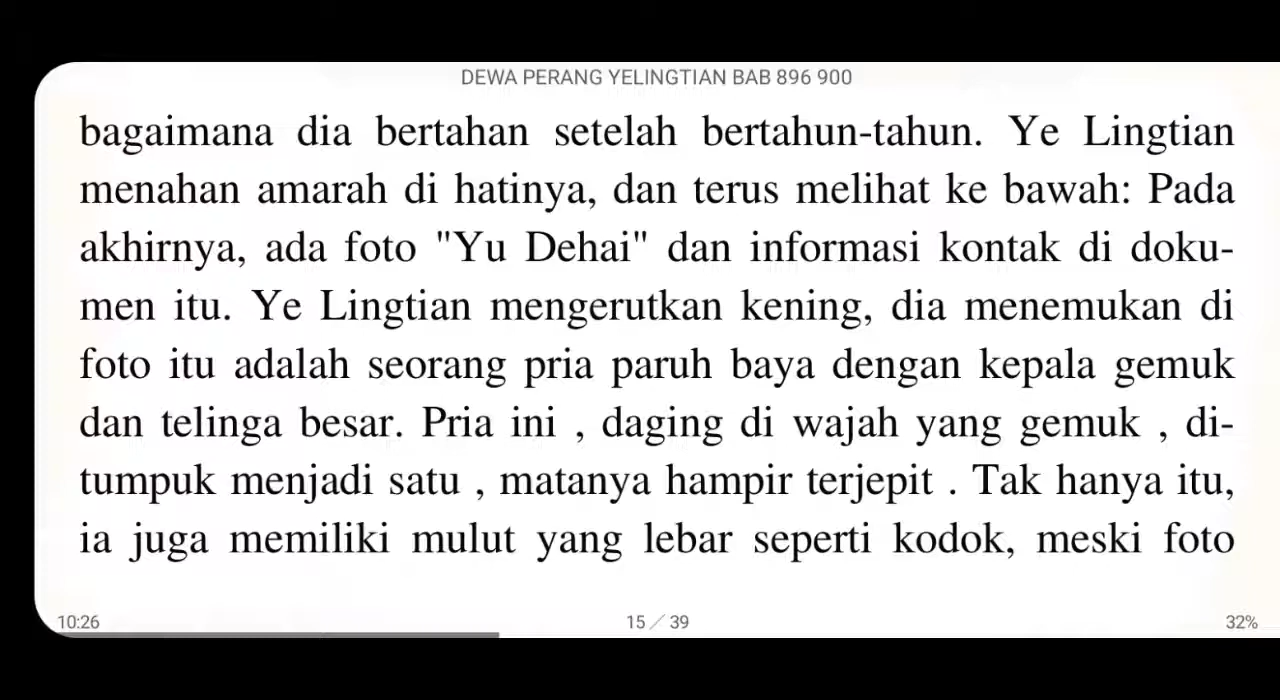 DEWA PERANG YELINGTIAN BAB 896 900
bagaimana dia bertahan setelah bertahun-tahun. Ye Lingtian
menahan amarah di hatinya, dan terus melihat ke bawah: Pada
akhirnya, ada foto "Yu Dehai" dan informasi kontak di doku-
men itu. Ye Lingtian mengerutkan kening, dia menemukan di
foto itu adalah seorang pria paruh baya dengan kepala gemuk
dan telinga besar. Pria ini , daging di wajah yang gemuk , di-
tumpuk menjadi satu , matanya hampir terjepit . Tak hanya itu,
ia juga memiliki mulut yang lebar seperti kodok, meski foto
10:26 15 / 39 32%